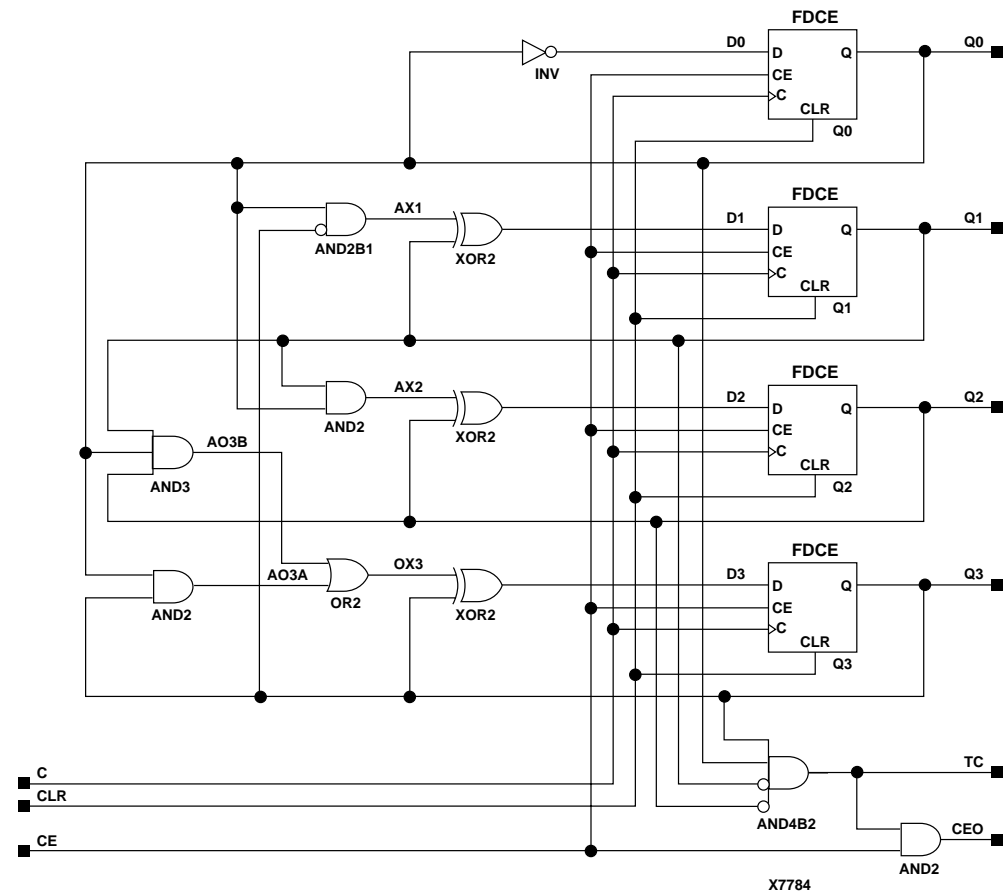 FDCE
D0 D Q Q0
CE
INV
C
CLR
Q0
FDCE
AX1 D1 D Q Q1
AND2B1 XOR2 CE
C
CLR
Q1
FDCE
AX2 D2 D Q Q2
AND2 XOR2 CE
AO3B C
CLR
AND3 Q2
FDCE
AO3A OX3 D3 D Q Q3
AND2 OR2 XOR2 CE
C
CLR
Q3
C TC
CLR
AND4B2
CE CEO
AND2
X7784